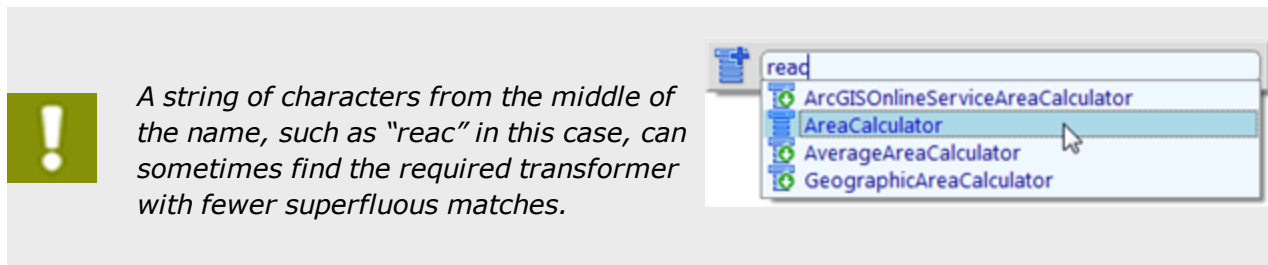 A string of characters from the middle of
the name, such as “reac” in this case, can
sometimes find the required transformer
with fewer superfluous matches.
reac
ArcGISOnlineServiceAreaCalculator
AreaCalculator
AverageAreaCalculator
GeographicAreaCalculator